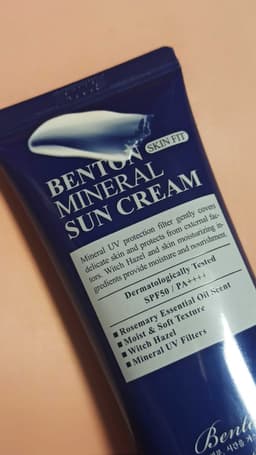 SKIN FIT
BENTON
MINERAL
SUN CREAM
Mineral UV protection filter gently covers
delicate skin and protects from external fac-
tors. Witch Hazel and skin moisturizing in-
gredients provide moisture and nourishment.
Dermatologically Tested
SPF50 / PA++++
■ Rosemary Essential Oil Scent
■ Moist & Soft Texture
■ Witch Hazel
■ Mineral UV Filters
Bento